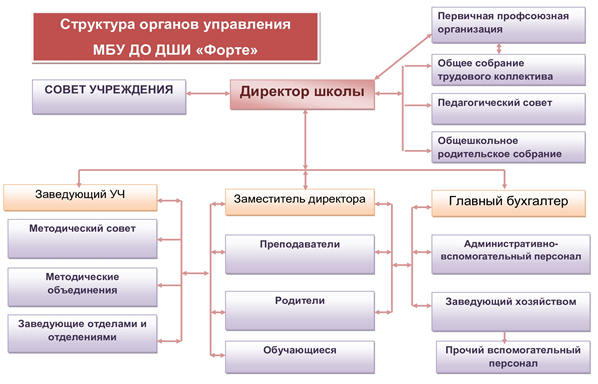 Структура органов управления
МБУ ДО ДШИ «Форте»
Первичная профсоюзная
организация
Общее собрание
трудового коллектива
СОВЕТ УЧРЕЖДЕНИЯ
Директор школы
Педагогический совет
Общешкольное
родительское собрание
Заведующий УЧ
Заместитель директора
Главный бухгалтер
Методический совет
Преподаватели
Административно-
вспомогательный персонал
Методические
объединения
Родители
Заведующий хозяйством
Заведующие отделами и
отделениями
Обучающиеся
Прочий вспомогательный
персонал